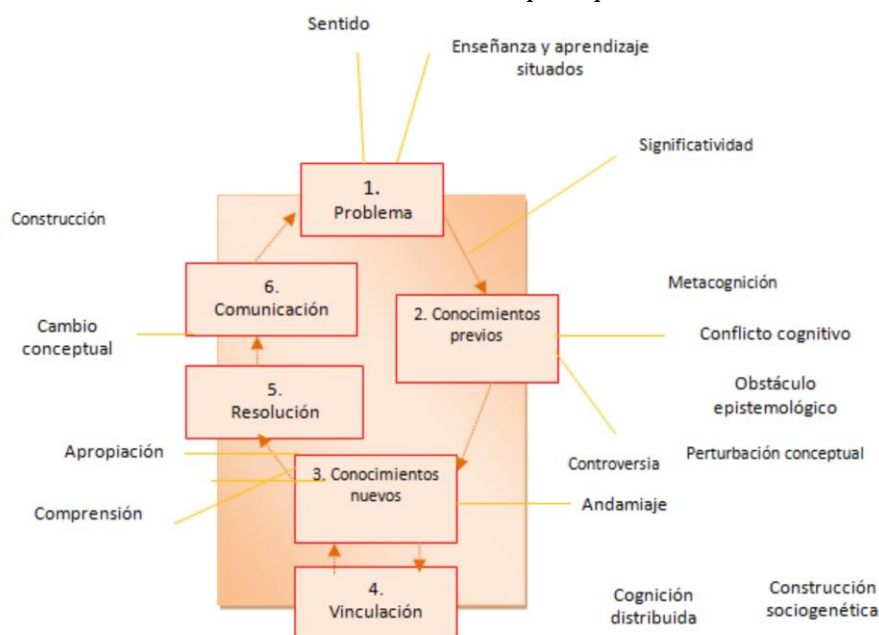 Sentido
Enseñanza y aprendizaje
situados
Significatividad
1.
Problema
Construcción
6.
Comunicación
Metacognición
2. Conocimientos
previos
Cambio
conceptual
Conflicto cognitivo
5.
Resolución
Obstáculo
epistemológico
Apropiación
3. Conocimientos
nuevos
Controversia
Perturbación conceptual
Comprensión
Andamiaje
4.
Vinculación
Cognición
distribuida
Construcción
sociogenética